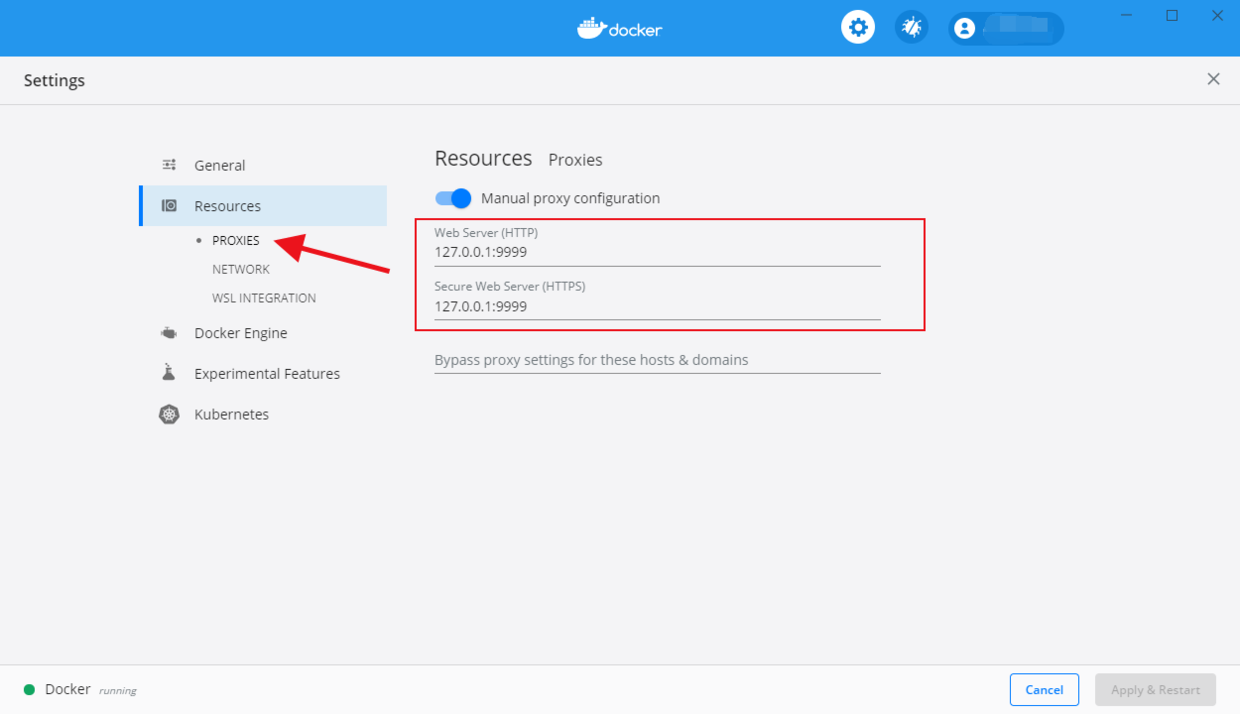 docker
Settings
General
Resources
PROXIES
NETWORK
WSL INTEGRATION
Docker Engine
Experimental Features
Kubernetes
Resources Proxies
Manual proxy configuration
Web Server (HTTP)
127.0.0.1:9999
Secure Web Server (HTTPS)
127.0.0.1:9999
Bypass proxy settings for these hosts & domains
Docker running
Cancel
Apply & Restart